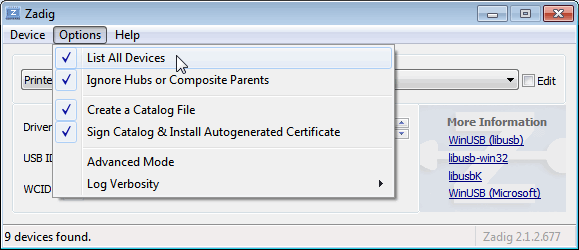 Zadig
Device Options Help
List All Devices
Ignore Hubs or Composite Parents
Create a Catalog File
Sign Catalog & Install Autogenerated Certificate
Advanced Mode
Log Verbosity
Printe
Edit
Driver
USB ID
WCID
More Information
WinUSB (libusb)
libusb-win32
libusbK
WinUSB (Microsoft)
9 devices found.
Zadig 2.1.2.677